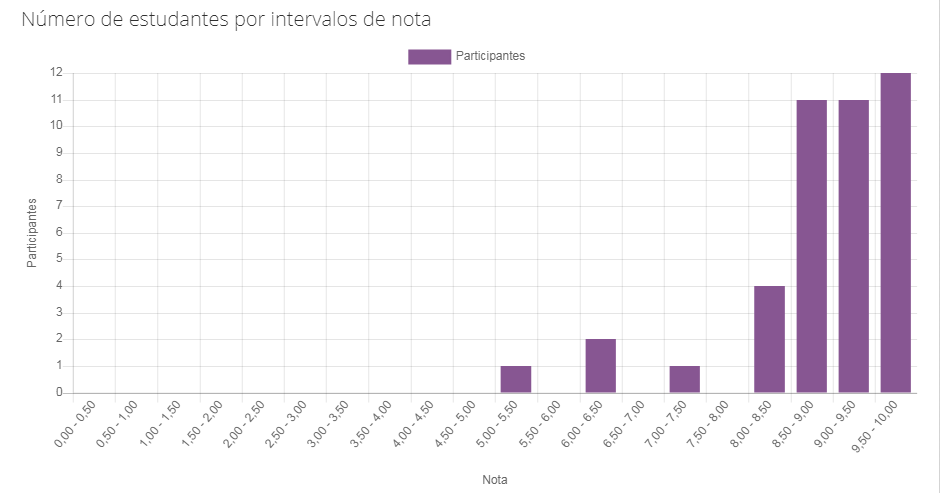 Número de estudantes por intervalos de nota
Participantes
12
11
10
9
8
7
6
5
4
3
2
1
0
Participantes
0,00 - 0,50
0,50 - 1,00
1,00 - 1,50
1,50 - 2,00
2,00 - 2,50
2,50 - 3,00
3,00 - 3,50
3,50 - 4,00
4,00 - 4,50
4,50 - 5,00
5,00 - 5,50
5,50 - 6,00
6,00 - 6,50
6,50 - 7,00
7,00 - 7,50
7,50 - 8,00
8,00 - 8,50
8,50 - 9,00
9,00 - 9,50
9,50 - 10,00
Nota